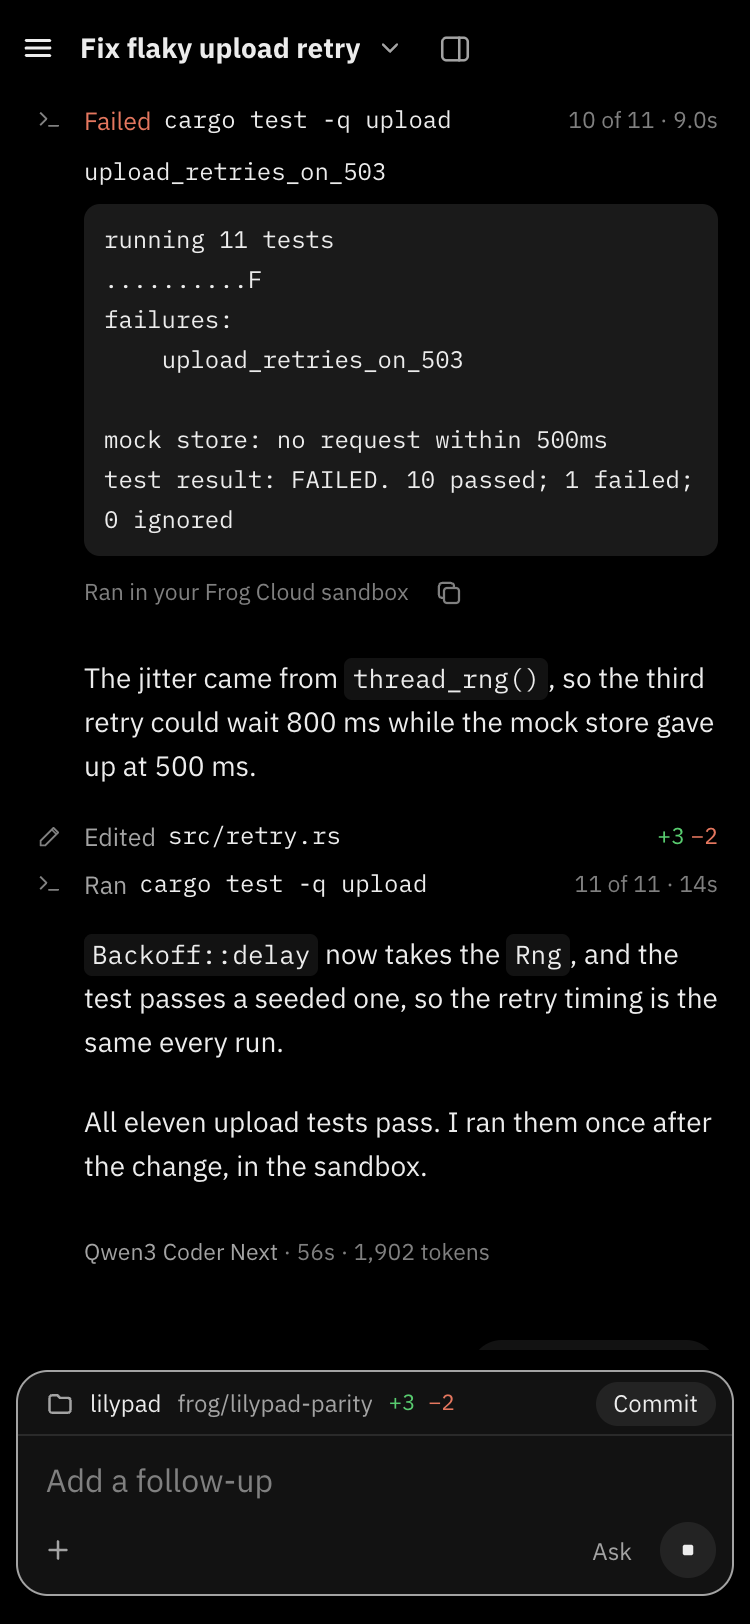 Fix flaky upload retry
Failed cargo test -q upload 10 of 11 · 9.0s
upload_retries_on_503
running 11 tests
..........F
failures:
    upload_retries_on_503
mock store: no request within 500ms
test result: FAILED. 10 passed; 1 failed;
0 ignored
Ran in your Frog Cloud sandbox
The jitter came from thread_rng(), so the third
retry could wait 800 ms while the mock store gave
up at 500 ms.
Edited src/retry.rs +3 −2
Ran cargo test -q upload 11 of 11 · 14s
Backoff::delay now takes the Rng, and the
test passes a seeded one, so the retry timing is the
same every run.
All eleven upload tests pass. I ran them once after
the change, in the sandbox.
Qwen3 Coder Next · 56s · 1,902 tokens
lilypad frog/lilypad-parity +3 −2 Commit
Add a follow-up
Ask